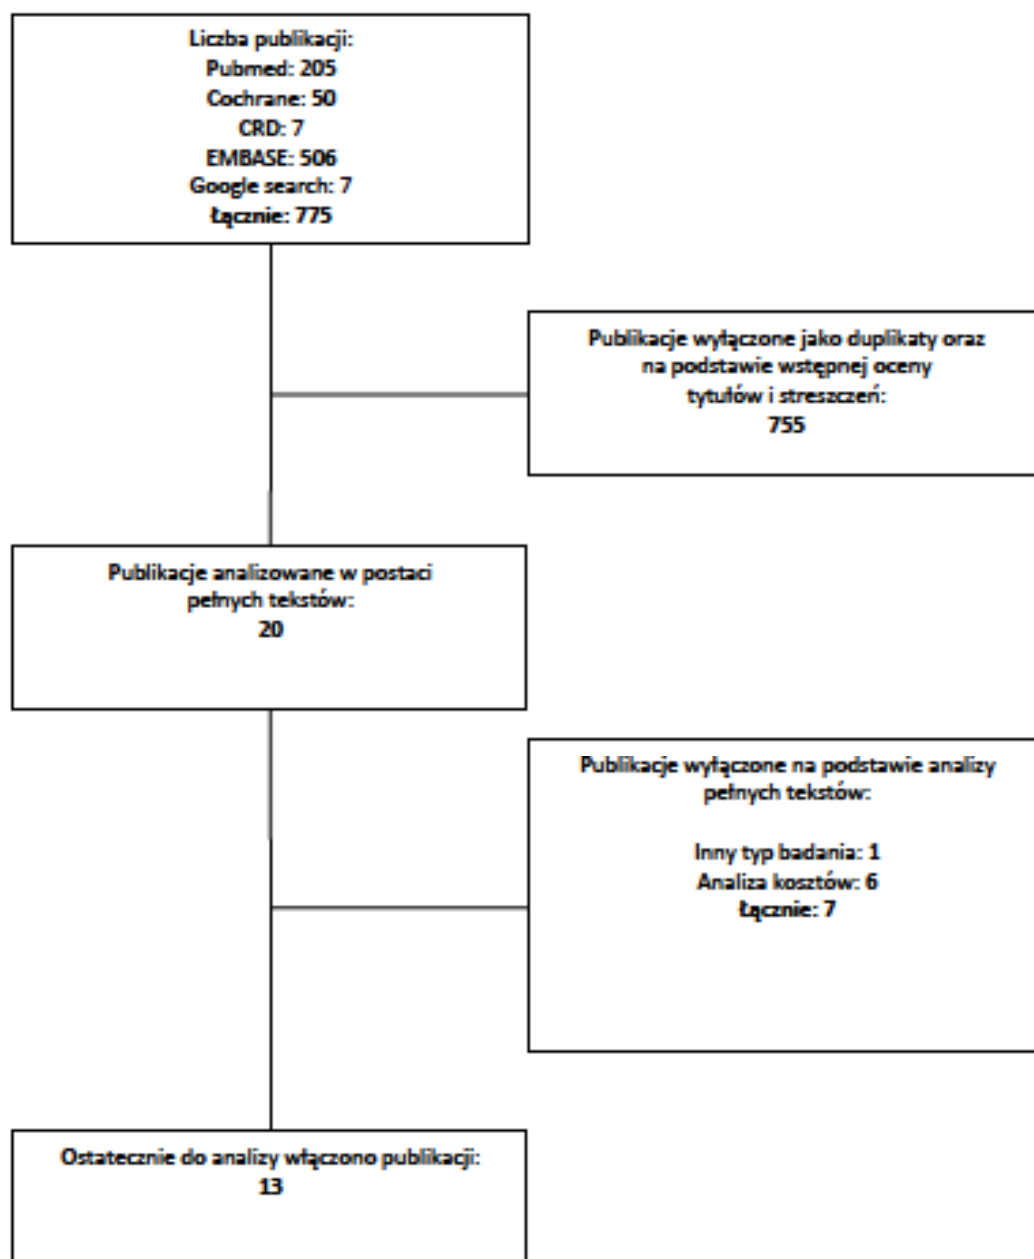 Liczba publikacji:
Pubmed: 205
Cochrane: 50
CRD: 7
EMBASE: 506
Google search: 7
Łącznie: 775
Publikacje wyłączone jako duplikaty oraz
na podstawie wstępnej oceny
tytułów i streszczeń:
755
Publikacje analizowane w postaci
pełnych tekstów:
20
Publikacje wyłączone na podstawie analizy
pełnych tekstów:
Inny typ badania: 1
Analiza kosztów: 6
Łącznie: 7
Ostatecznie do analizy włączono publikacji:
13